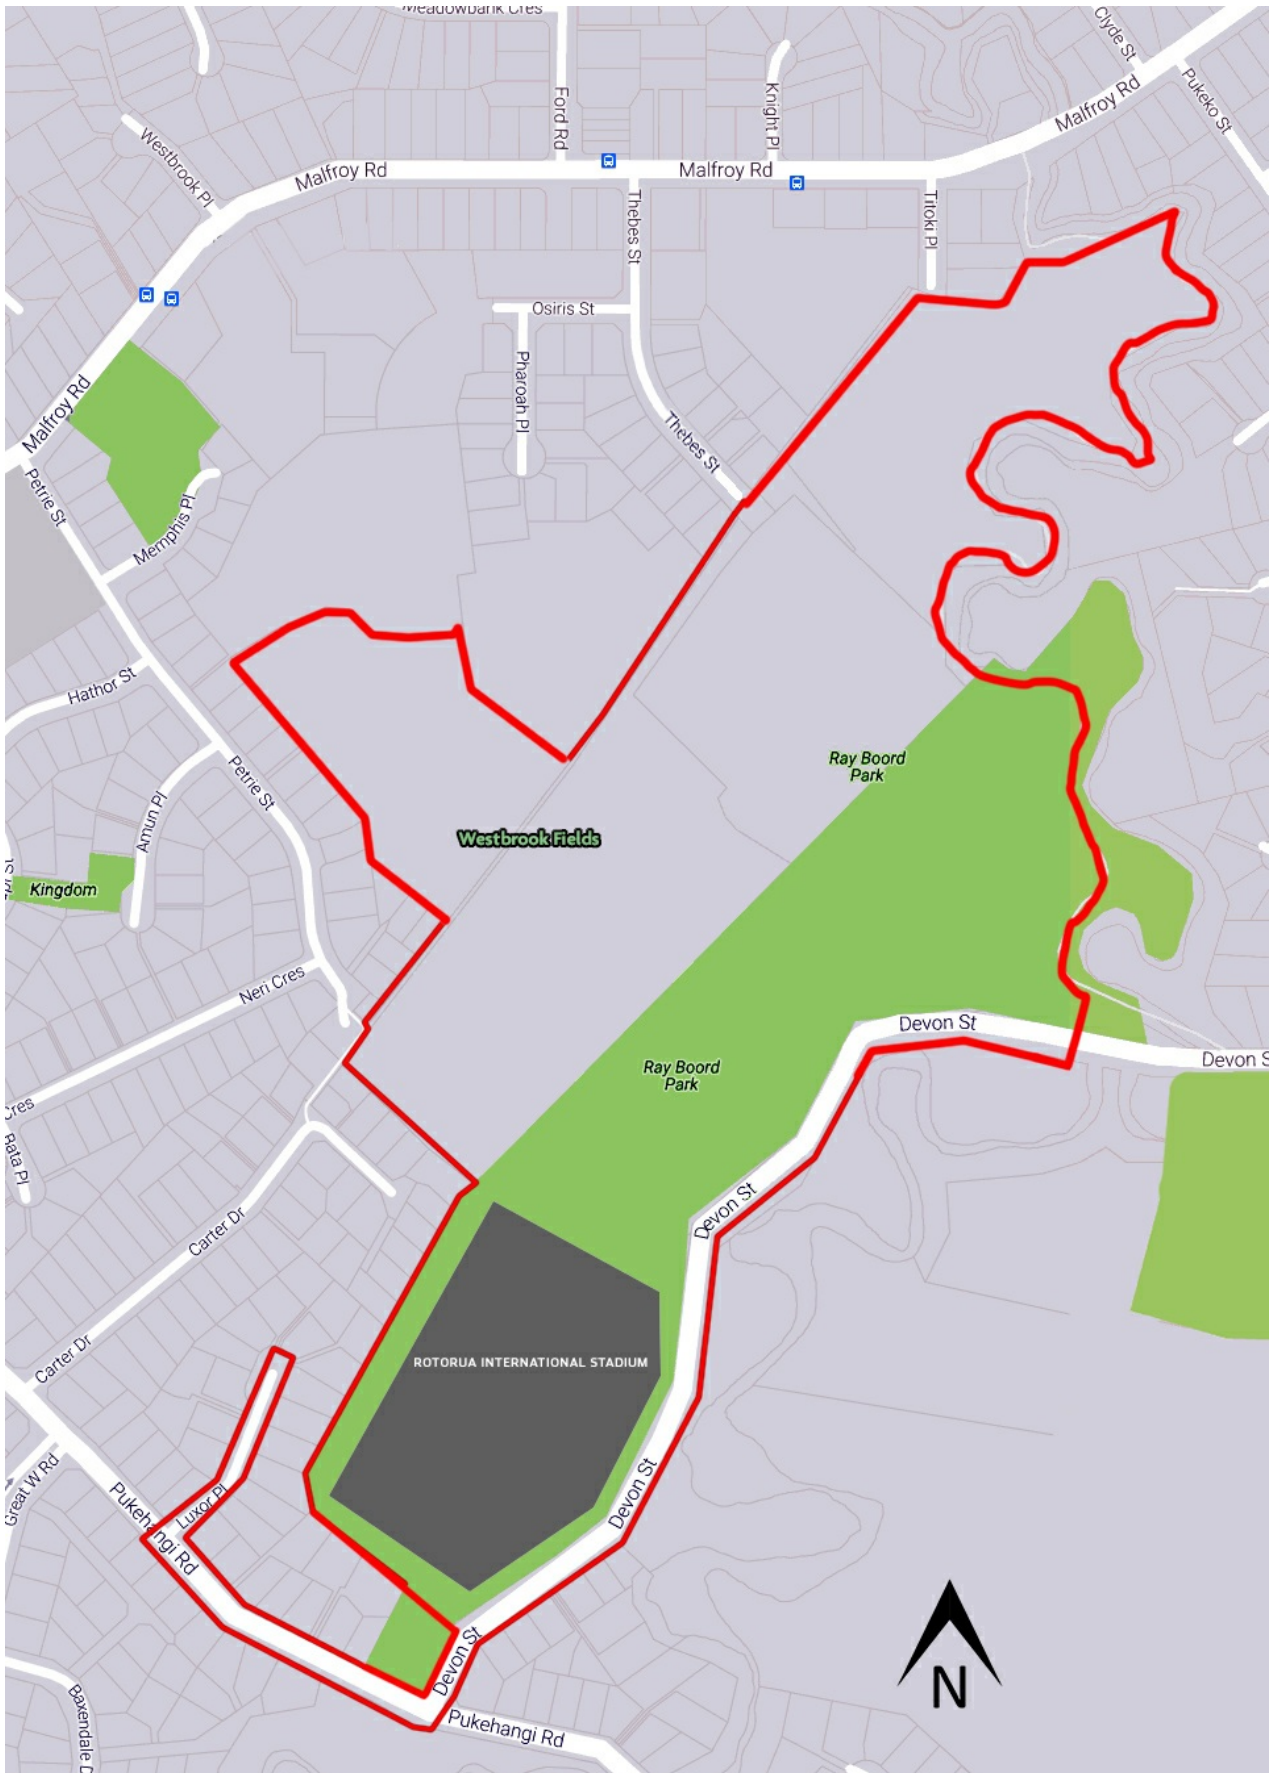 Meadowbank Cres
Clyde St
Pukeko St
Ford Rd
Knight Pl
Malfroy Rd
Westbrook Pl
Malfroy Rd
Malfroy Rd
Thebes St
Titoki Pl
Osiris St
Pharoah Pl
Malfroy Rd
Thebes St
Petrie St
Memphis Pl
Hathor St
Petrie St
Ray Boord
Park
Amun Pl
Westbrook Fields
Kingdom
Neri Cres
Devon St
Devon S
Ray Boord
Park
Cres
Rata Pl
Carter Dr
Devon St
Carter Dr
ROTORUA INTERNATIONAL STADIUM
Great W Rd
Pukehangi Rd
Luxor Pl
Devon St
Devon St
N
Baxendale D
Pukehangi Rd